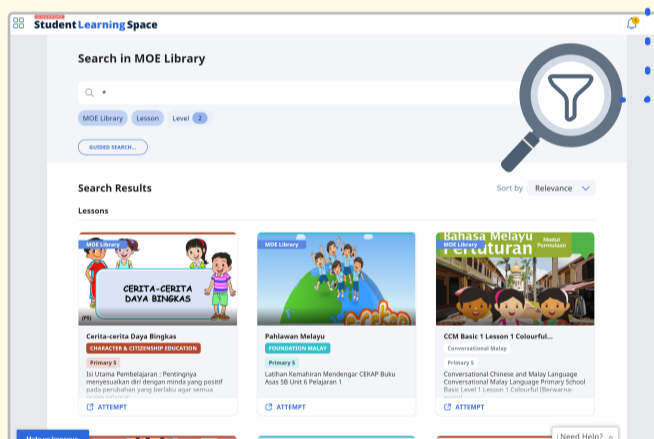 Student Learning Space
Search in MOE Library
*
MOE Library Lesson Level 2
GUIDED SEARCH...
Search Results
Sort by Relevance
Lessons
MOE Library
CERITA-CERITA
DAYA BINGKAS
(P5)
Cerita-cerita Daya Bingkas
CHARACTER & CITIZENSHIP EDUCATION
Primary 5
Isi Utama Pembelajaran : Pentingnya
menyesuaikan diri dengan minda yang positif
pada perubahan yang berlaku agar semua
ATTEMPT
MOE Library
Pahlawan Melayu
FOUNDATION MALAY
Primary 5
Latihan Kemahiran Mendengar CEKAP Buku
Asas 5B Unit 6 Pelajaran 1
ATTEMPT
Bahasa Melayu
Pertuturan
Modul
Permulaan
MOE Library
CCM Basic 1 Lesson 1 Colourful...
Conversational Malay
Primary 5
Conversational Chinese and Malay Language
Conversational Malay Language Primary School
Basic Level 1 Lesson 1 Colourful (Berwarna-
ATTEMPT
Help us Improve
Need Help?